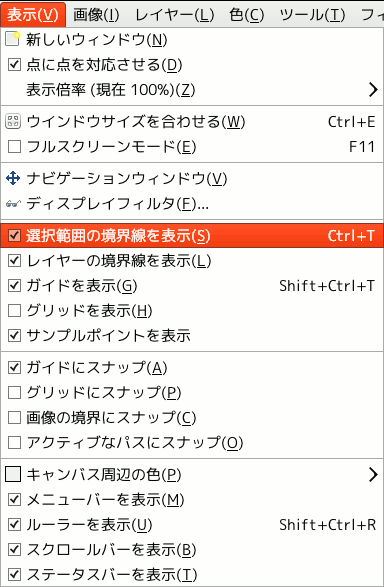 表示(V) 画像(I) レイヤー(L) 色(C) ツール(T) フィ
新しいウィンドウ(N)
点に点を対応させる(D)
表示倍率 (現在 100%)(Z)
ウインドウサイズを合わせる(W) Ctrl+E
フルスクリーンモード(E) F11
ナビゲーションウィンドウ(V)
ディスプレイフィルタ(F)...
選択範囲の境界線を表示(S) Ctrl+T
レイヤーの境界線を表示(L)
ガイドを表示(G) Shift+Ctrl+T
グリッドを表示(H)
サンプルポイントを表示
ガイドにスナップ(A)
グリッドにスナップ(P)
画像の境界にスナップ(C)
アクティブなパスにスナップ(O)
キャンバス周辺の色(P)
メニューバーを表示(M)
ルーラーを表示(U) Shift+Ctrl+R
スクロールバーを表示(B)
ステータスバーを表示(T)